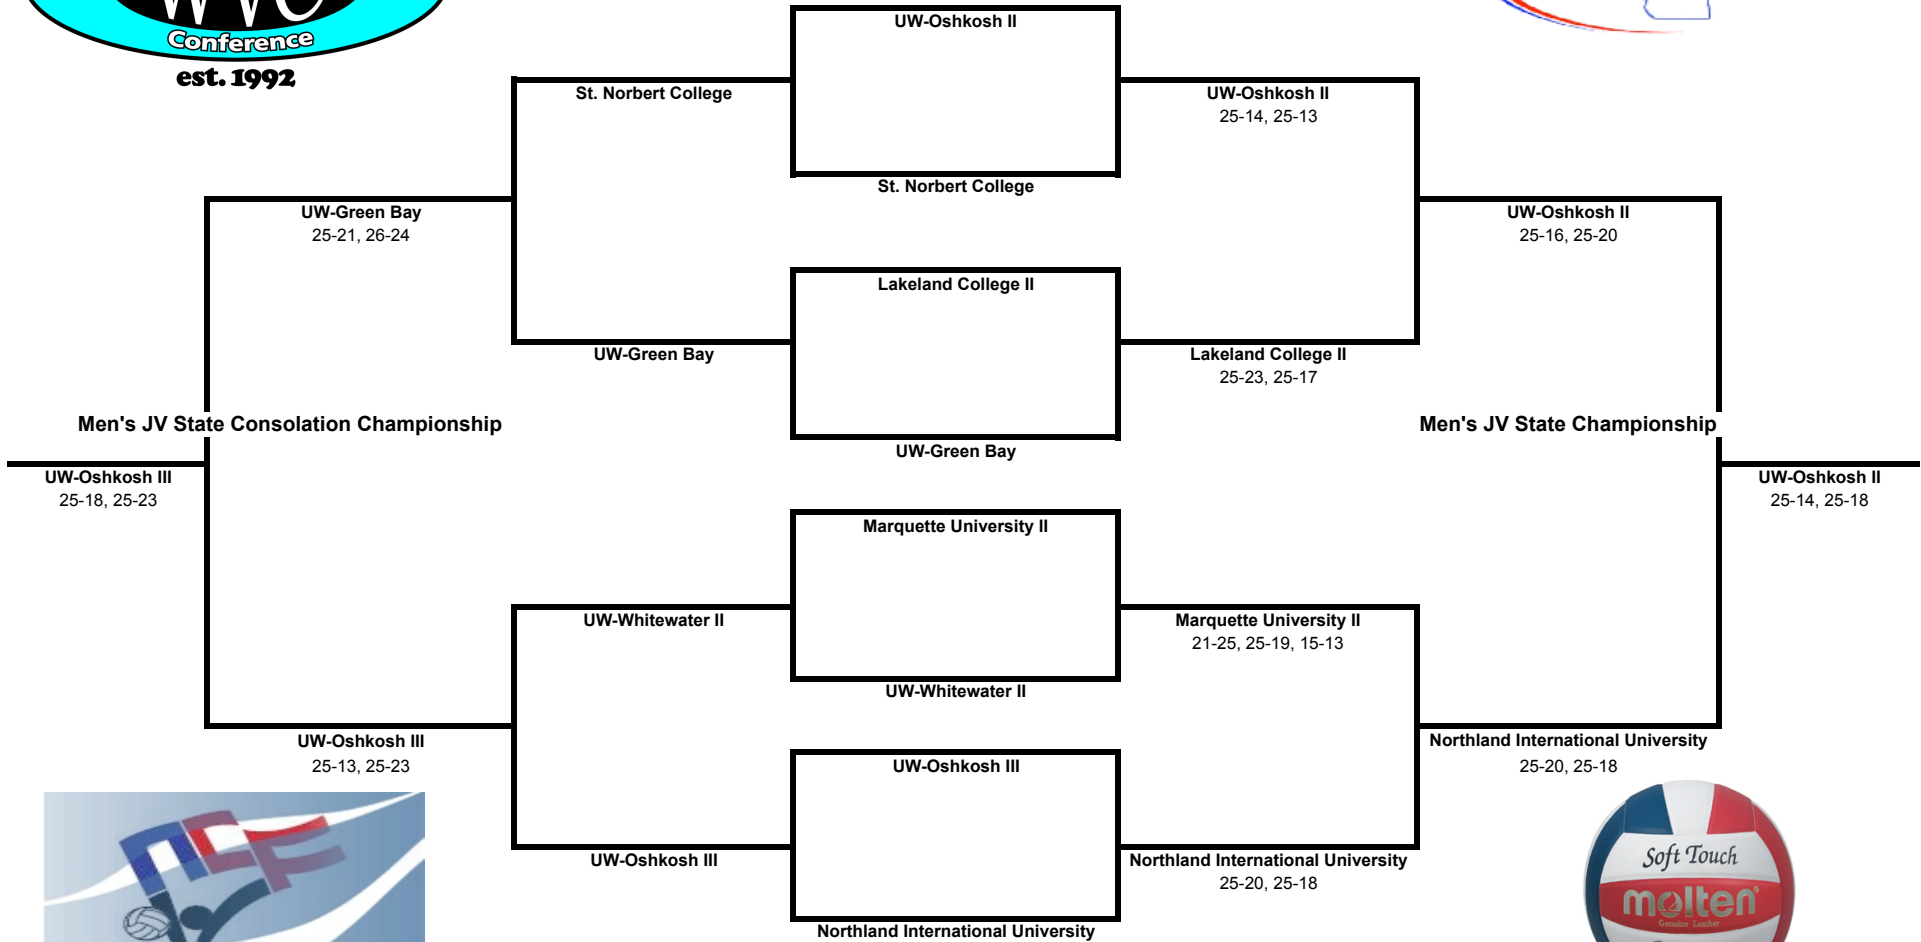 WVC
Conference
est. 1992
UW-Oshkosh II
St. Norbert College
UW-Oshkosh II
25-14, 25-13
St. Norbert College
UW-Green Bay
25-21, 26-24
UW-Oshkosh II
25-16, 25-20
Lakeland College II
UW-Green Bay
Lakeland College II
25-23, 25-17
Men's JV State Consolation Championship
Men's JV State Championship
UW-Green Bay
UW-Oshkosh III
25-18, 25-23
UW-Oshkosh II
25-14, 25-18
Marquette University II
UW-Whitewater II
Marquette University II
21-25, 25-19, 15-13
UW-Whitewater II
UW-Oshkosh III
25-13, 25-23
Northland International University
25-20, 25-18
UW-Oshkosh III
UW-Oshkosh III
Northland International University
25-20, 25-18
Northland International University
Soft Touch
molten
Genuine Leather